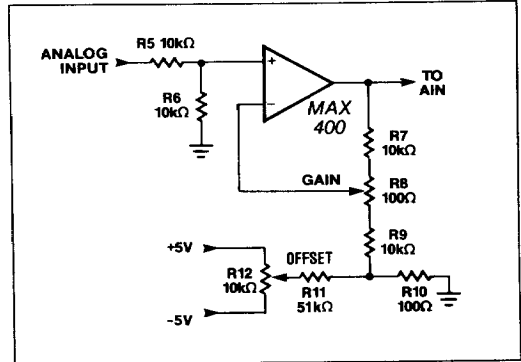 ANALOG
INPUT
R5 10kΩ
R6
10kΩ
+
−
MAX
400
TO
AIN
R7
10kΩ
GAIN
R8
100Ω
R9
10kΩ
+5V
-5V
R12
10kΩ
OFFSET
R11
51kΩ
R10
100Ω